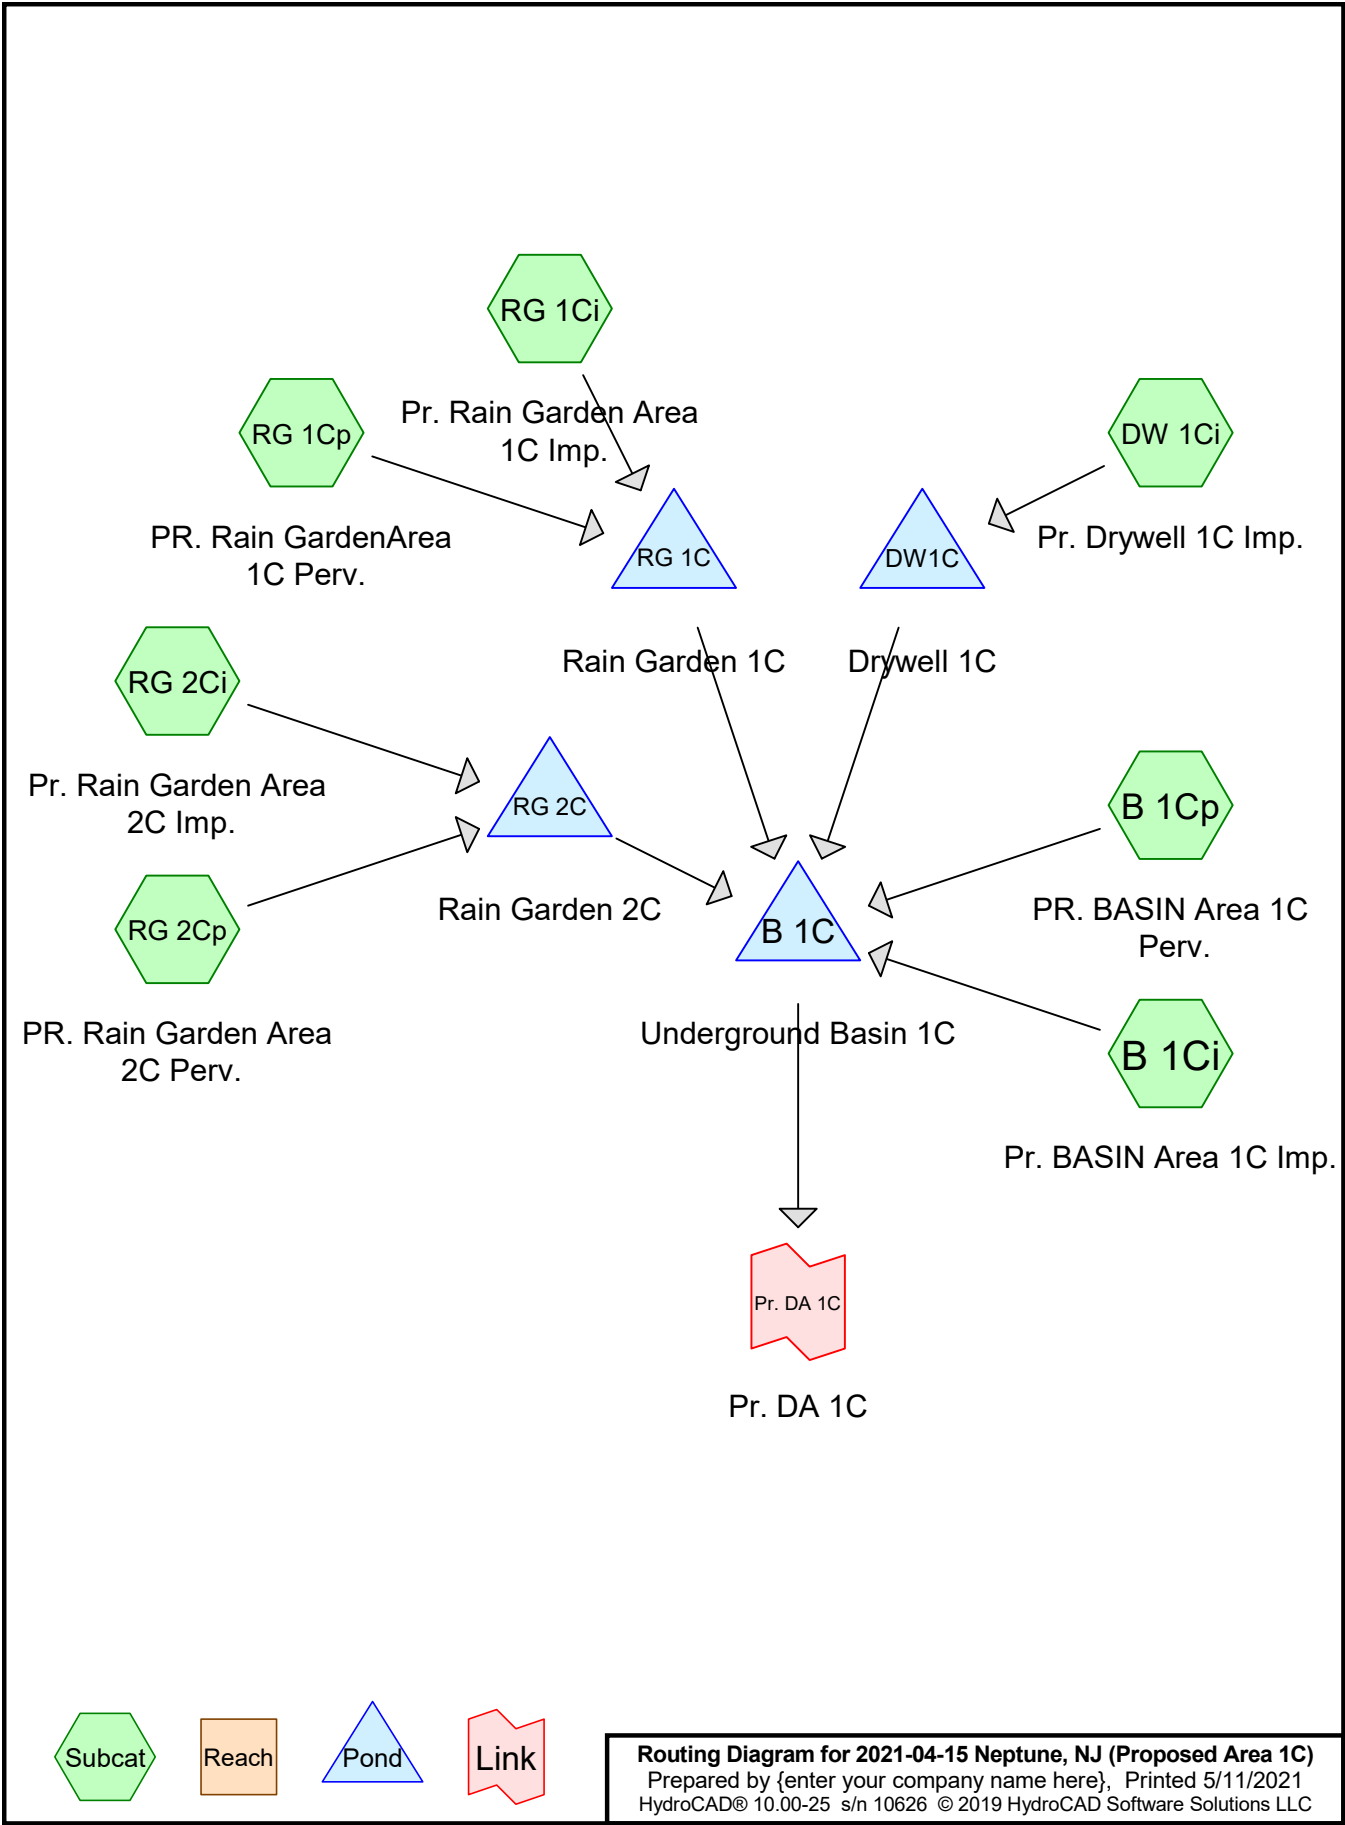 RG 1Ci
Pr. Rain Garden Area
1C Imp.
RG 1Cp
PR. Rain GardenArea
1C Perv.
DW 1Ci
Pr. Drywell 1C Imp.
RG 1C
Rain Garden 1C
DW1C
Drywell 1C
RG 2Ci
Pr. Rain Garden Area
2C Imp.
RG 2C
Rain Garden 2C
RG 2Cp
PR. Rain Garden Area
2C Perv.
B 1Cp
PR. BASIN Area 1C
Perv.
B 1C
Underground Basin 1C
B 1Ci
Pr. BASIN Area 1C Imp.
Pr. DA 1C
Pr. DA 1C
Subcat
Reach
Pond
Link
Routing Diagram for 2021-04-15 Neptune, NJ (Proposed Area 1C)
Prepared by {enter your company name here}, Printed 5/11/2021
HydroCAD® 10.00-25 s/n 10626 © 2019 HydroCAD Software Solutions LLC